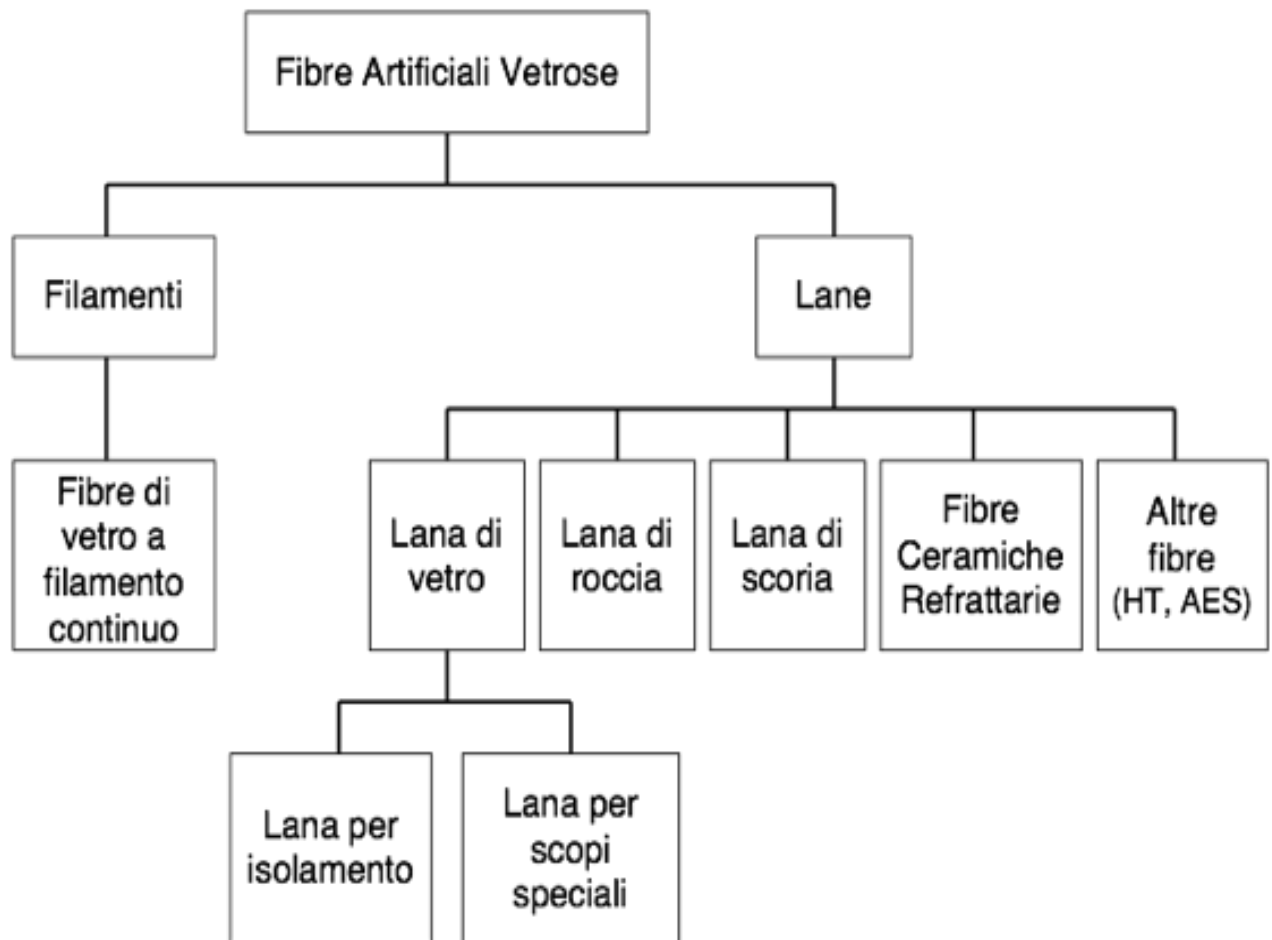 Fibre Artificiali Vetrose
Filamenti
Lane
Fibre di
vetro a
filamento
continuo
Lana di
vetro
Lana di
roccia
Lana di
scoria
Fibre
Ceramiche
Refrattarie
Altre
fibre
(HT, AES)
Lana per
isolamento
Lana per
scopi
speciali